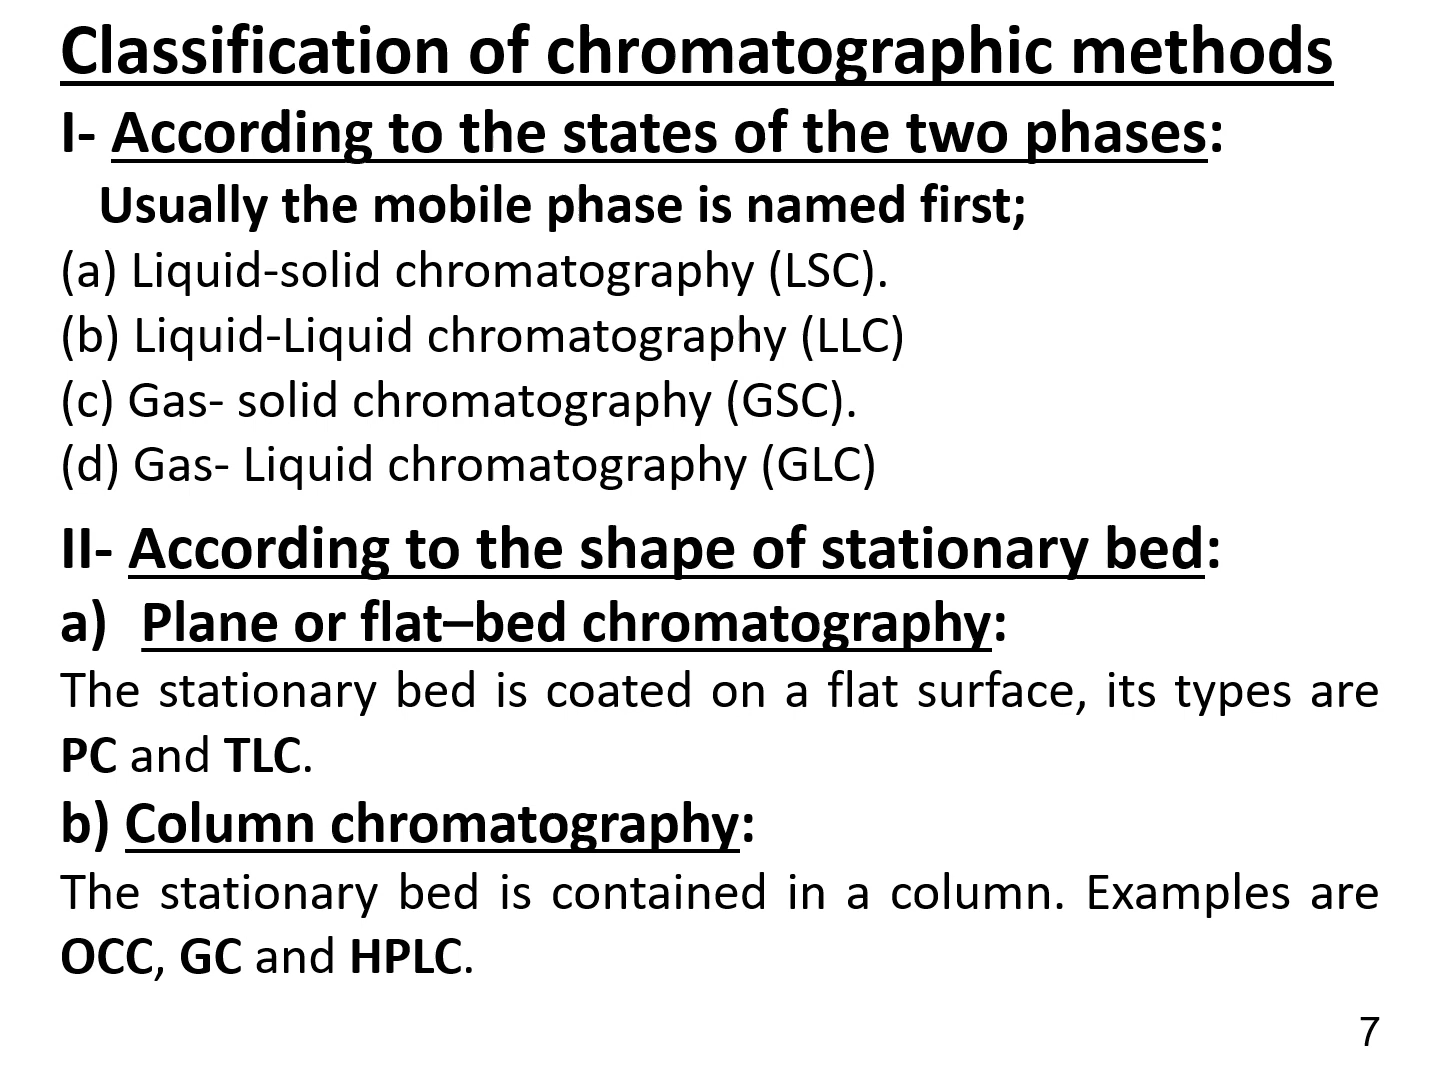 Classification of chromatographic methods
I- According to the states of the two phases:
Usually the mobile phase is named first;
(a) Liquid-solid chromatography (LSC).
(b) Liquid-Liquid chromatography (LLC)
(c) Gas- solid chromatography (GSC).
(d) Gas- Liquid chromatography (GLC)
II- According to the shape of stationary bed:
a) Plane or flat–bed chromatography:
The stationary bed is coated on a flat surface, its types are
PC and TLC.
b) Column chromatography:
The stationary bed is contained in a column. Examples are
OCC, GC and HPLC.
7